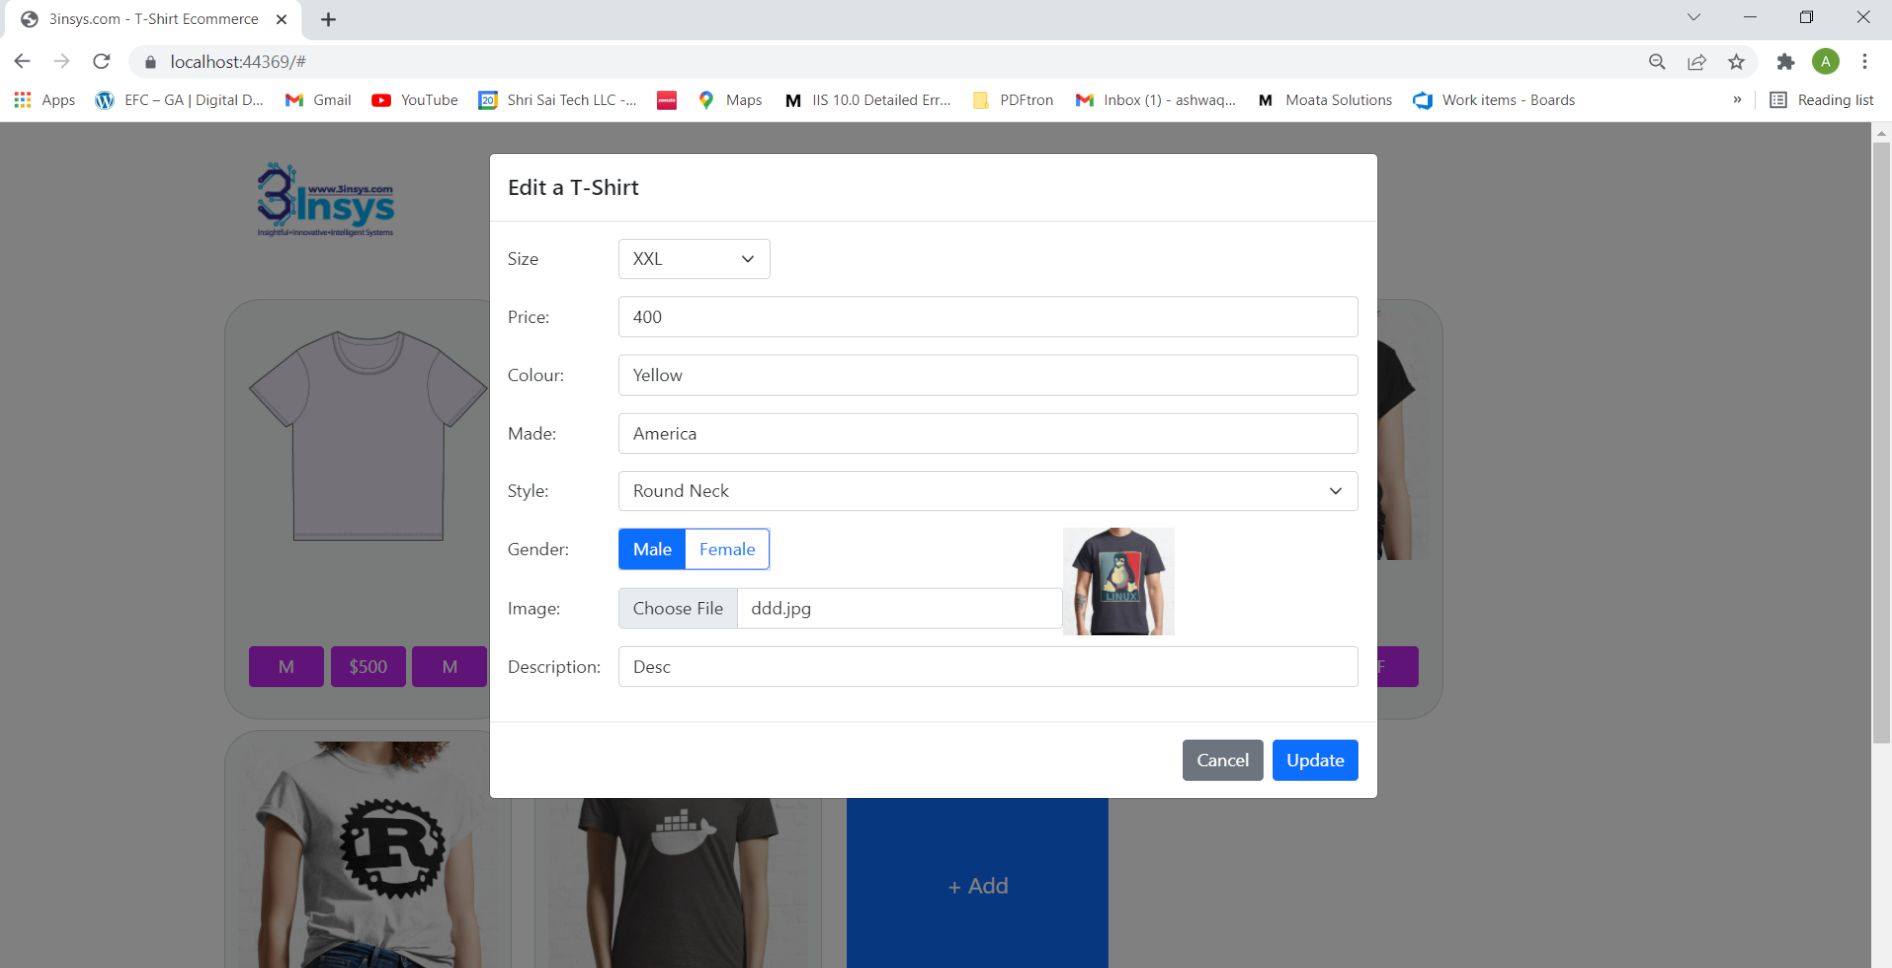 3insys.com - T-Shirt Ecommerce
localhost:44369/#
A
Apps
EFC – GA | Digital D...
Gmail
YouTube
20
Shri Sai Tech LLC -...
Maps
M
IIS 10.0 Detailed Err...
PDFtron
Inbox (1) - ashwaq...
M
Moata Solutions
Work items - Boards
»
Reading list
www.3insys.com
3Insys
Insightful•Innovative•Intelligent Systems
Edit a T-Shirt
Size
XXL
Price:
400
Colour:
Yellow
Made:
America
Style:
Round Neck
Gender:
Male
Female
Image:
Choose File
ddd.jpg
LINUX
Description:
Desc
Cancel
Update
M
$500
M
F
R
+ Add